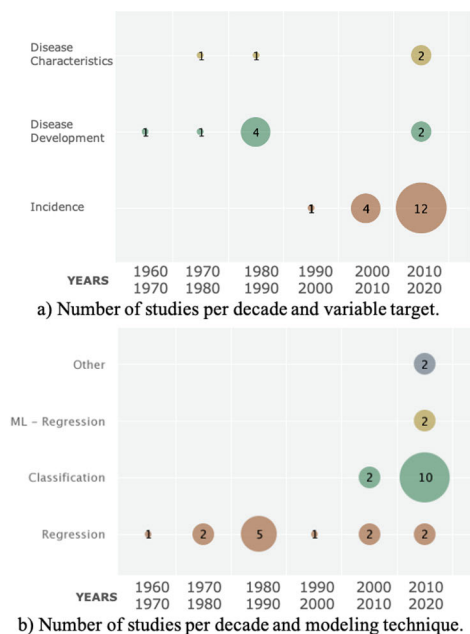 Disease
Characteristics
1 1 2
Disease
Development
1 1 4 2
Incidence
1 4 12
YEARS
1960 1970 1980 1990 2000 2010
1970 1980 1990 2000 2010 2020
a) Number of studies per decade and variable target.
Other
2
ML – Regression
2
Classification
2 10
Regression
1 2 5 1 2 2
YEARS
1960 1970 1980 1990 2000 2010
1970 1980 1990 2000 2010 2020
b) Number of studies per decade and modeling technique.